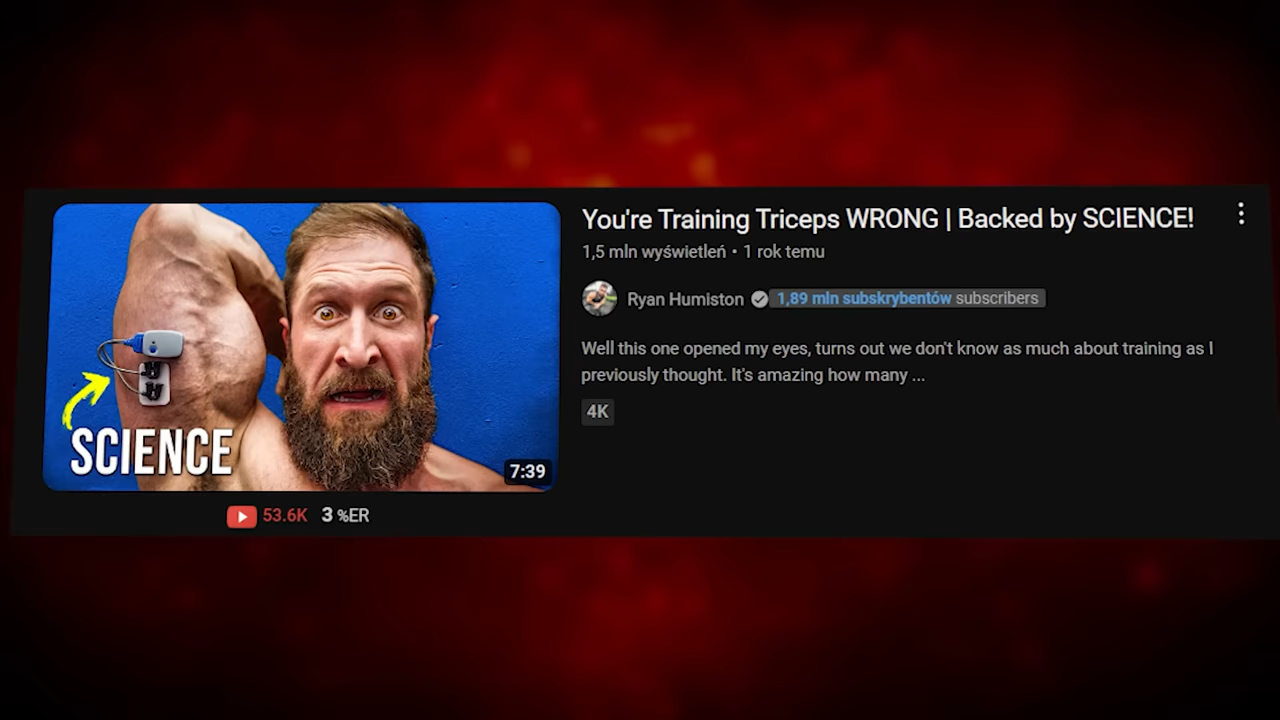 SCIENCE
7:39
53.6K 3 %ER
You're Training Triceps WRONG | Backed by SCIENCE!
1,5 mln wyświetleń • 1 rok temu
Ryan Humiston 1,89 mln subskrybentów subscribers
Well this one opened my eyes, turns out we don't know as much about training as I
previously thought. It's amazing how many ...
4K